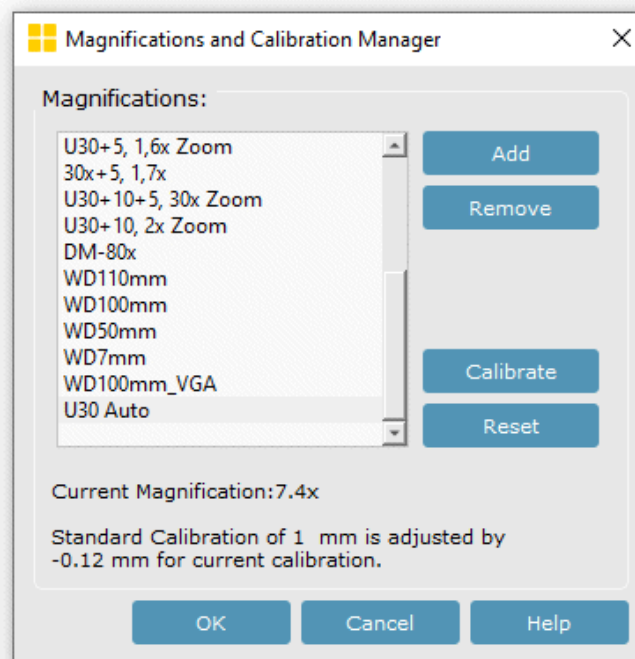 Magnifications and Calibration Manager
Magnifications:
U30+5, 1,6x Zoom
30x+5, 1,7x
U30+10+5, 30x Zoom
U30+10, 2x Zoom
DM-80x
WD110mm
WD100mm
WD50mm
WD7mm
WD100mm_VGA
U30 Auto
Add
Remove
Calibrate
Reset
Current Magnification:7.4x
Standard Calibration of 1  mm is adjusted by
-0.12 mm for current calibration.
OK
Cancel
Help